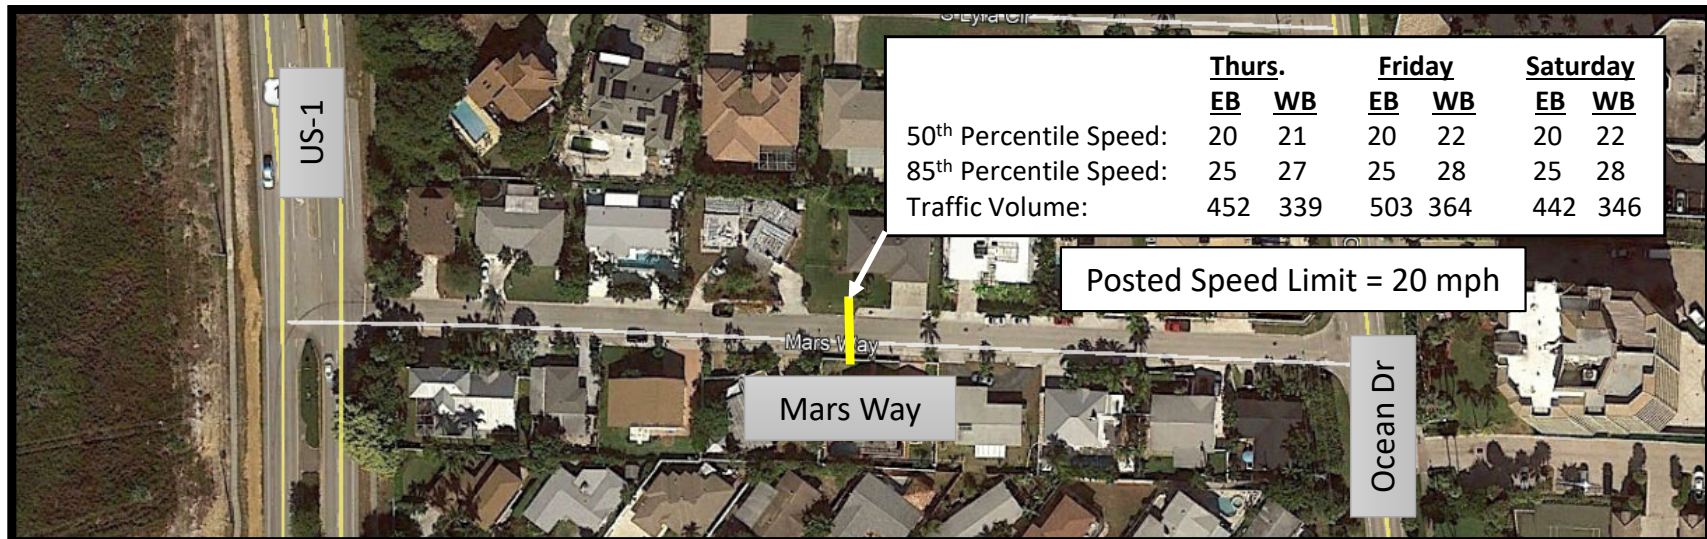 S Lyra Cir
Thurs. Friday Saturday
EB WB EB WB EB WB
50th Percentile Speed: 20 21 20 22 20 22
85th Percentile Speed: 25 27 25 28 25 28
Traffic Volume: 452 339 503 364 442 346
US-1
1
Posted Speed Limit = 20 mph
Mars Way
Mars Way
Ocean Dr